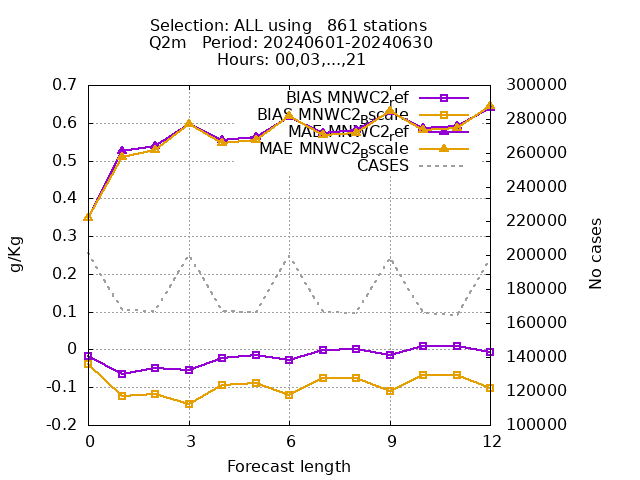 Selection: ALL using   861 stations
Q2m   Period: 20240601-20240630
Hours: 00,03,...,21
0.7
0.6
0.5
0.4
0.3
0.2
0.1
0
-0.1
-0.2
g/Kg
BIAS MNWC2_ref
BIAS MNWC2_Bscale
MAE MNWC2_ref
MAE MNWC2_Bscale
CASES
300000
280000
260000
240000
220000
200000
180000
160000
140000
120000
100000
No cases
0 3 6 9 12
Forecast length